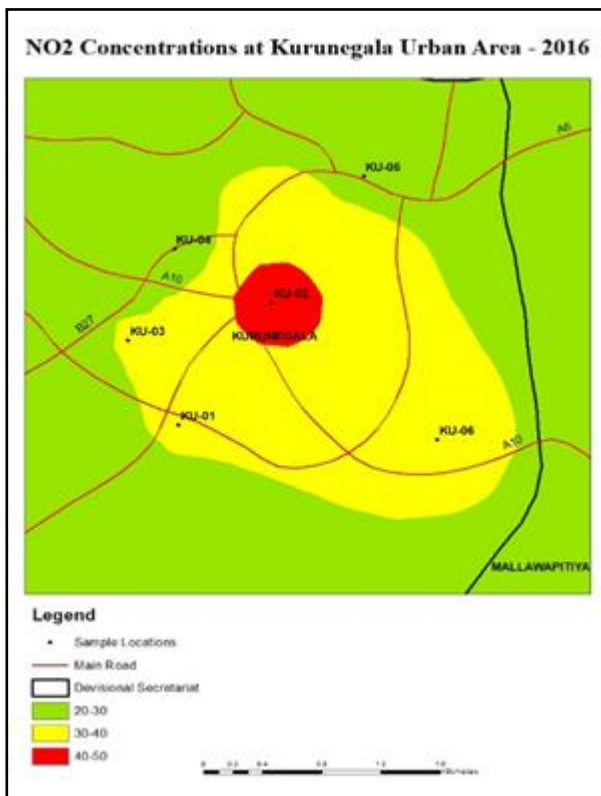 NO2 Concentrations at Kurunegala Urban Area - 2016
A6
KU-05
KU-04
A10
KU-02
B27
KURUNEGALA
KU-03
KU-01
KU-06
A10
MALLAWAPITIYA
Legend
Sample Locations
Main Road
Devisional Secretariat
20-30
30-40
40-50